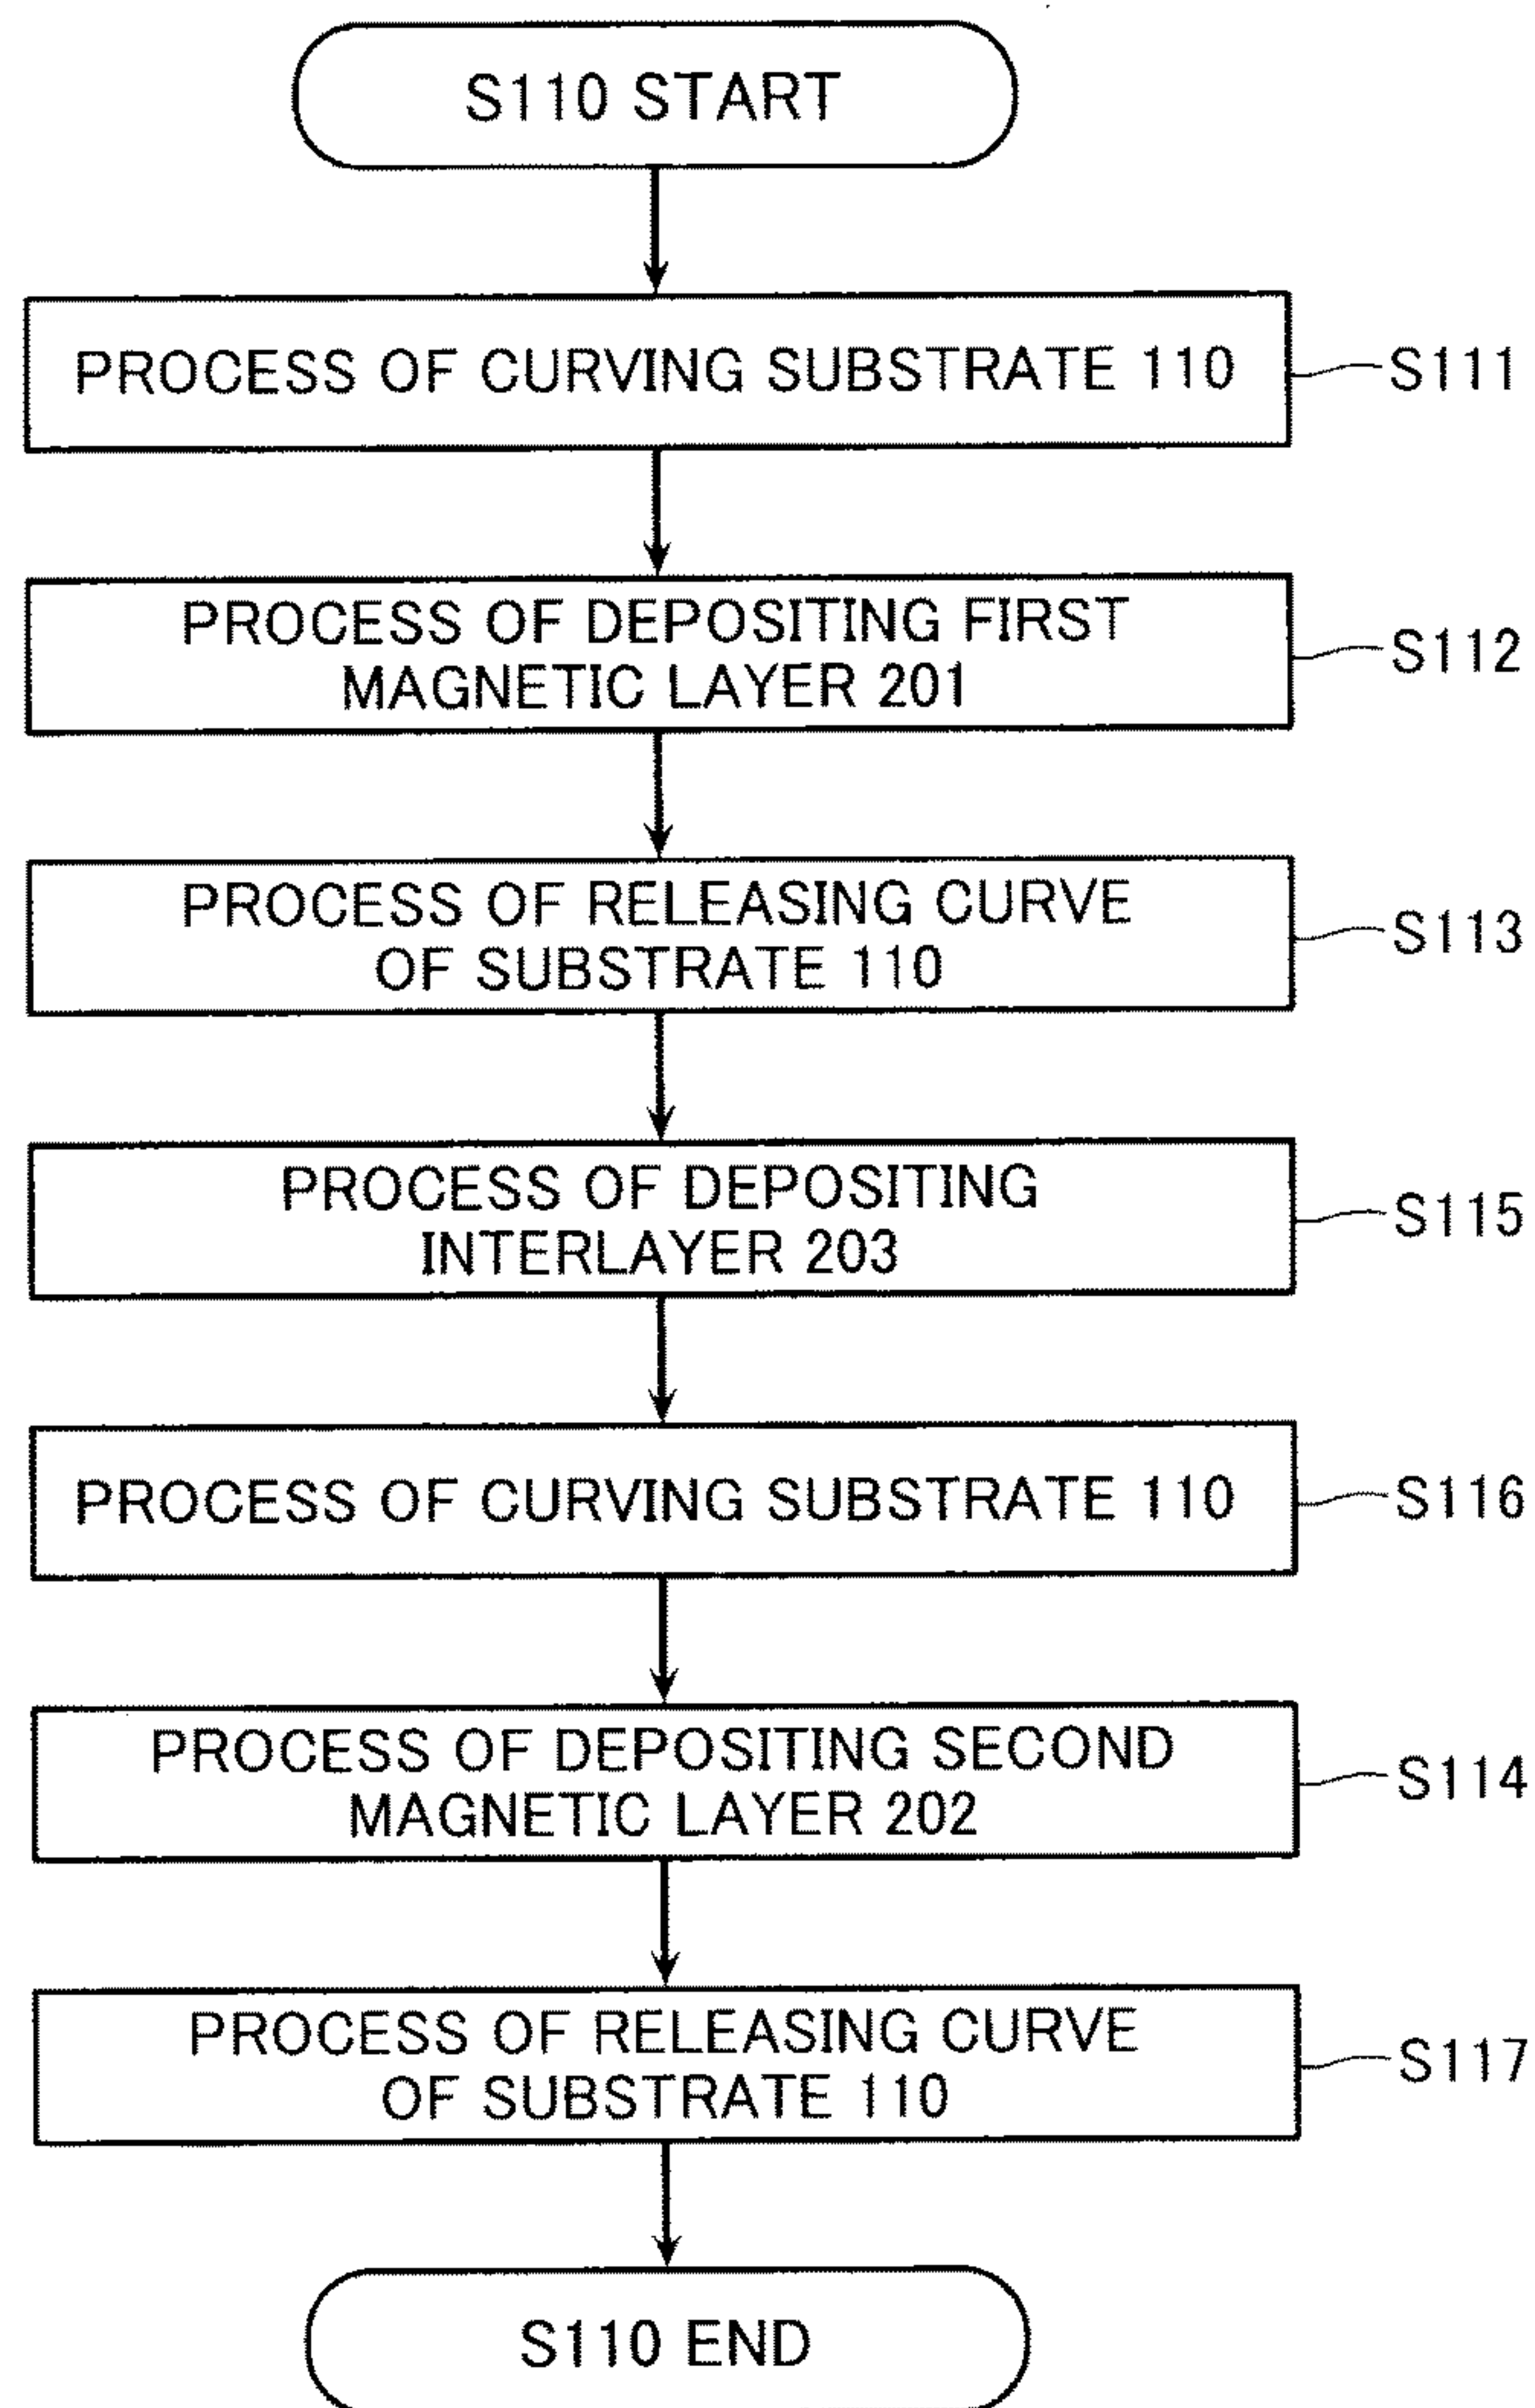 S110 START
PROCESS OF CURVING SUBSTRATE 110
S111
PROCESS OF DEPOSITING FIRST
MAGNETIC LAYER 201
S112
PROCESS OF RELEASING CURVE
OF SUBSTRATE 110
S113
PROCESS OF DEPOSITING
INTERLAYER 203
S115
PROCESS OF CURVING SUBSTRATE 110
S116
PROCESS OF DEPOSITING SECOND
MAGNETIC LAYER 202
S114
PROCESS OF RELEASING CURVE
OF SUBSTRATE 110
S117
S110 END